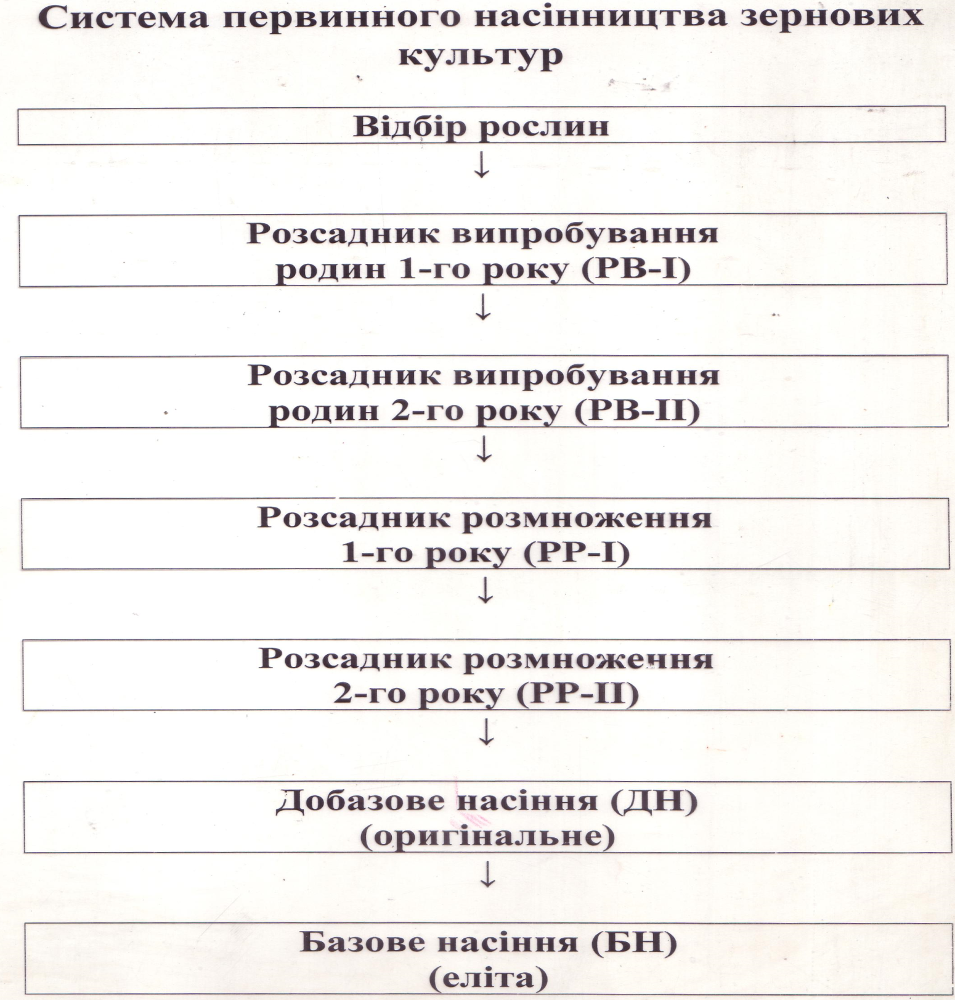 Система первинного насінництва зернових
культур
Відбір рослин
↓
Розсадник випробування
родин 1-го року (РВ-І)
↓
Розсадник випробування
родин 2-го року (РВ-ІІ)
↓
Розсадник розмноження
1-го року (РР-І)
↓
Розсадник розмноження
2-го року (РР-ІІ)
↓
Добазове насіння (ДН)
(оригінальне)
↓
Базове насіння (БН)
(еліта)